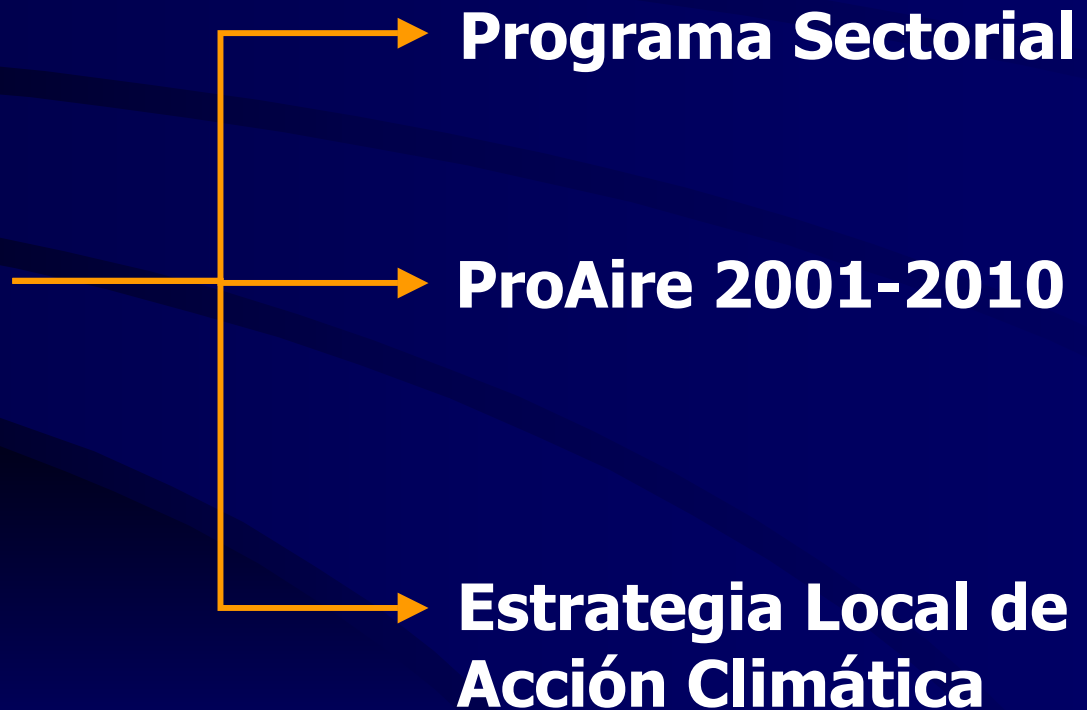 Programa Sectorial
ProAire 2001-2010
Estrategia Local de
Acción Climática